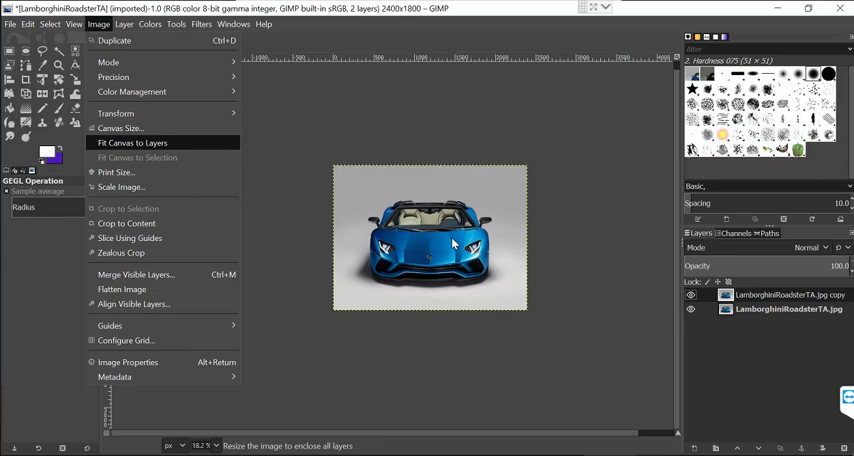 *[LamborghiniRoadsterTA] (imported)-1.0 (RGB color 8-bit gamma integer, GIMP built-in sRGB, 2 layers) 2400x1800 – GIMP
File Edit Select View Image Layer Colors Tools Filters Windows Help
Duplicate Ctrl+D
Mode
Precision
Color Management
Transform
Canvas Size...
Fit Canvas to Layers
Fit Canvas to Selection
Print Size...
Scale Image...
Crop to Selection
Crop to Content
Slice Using Guides
Zealous Crop
Merge Visible Layers... Ctrl+M
Flatten Image
Align Visible Layers...
Guides
Configure Grid...
Image Properties Alt+Return
Metadata
GEGL Operation
Sample average
Radius
filter
2. Hardness 075 (51 × 51)
Basic,
Spacing 10.0
Layers Channels Paths
Mode Normal
Opacity 100.0
Lock:
LamborghiniRoadsterTA.jpg copy
LamborghiniRoadsterTA.jpg
px 18.2 % Resize the image to enclose all layers